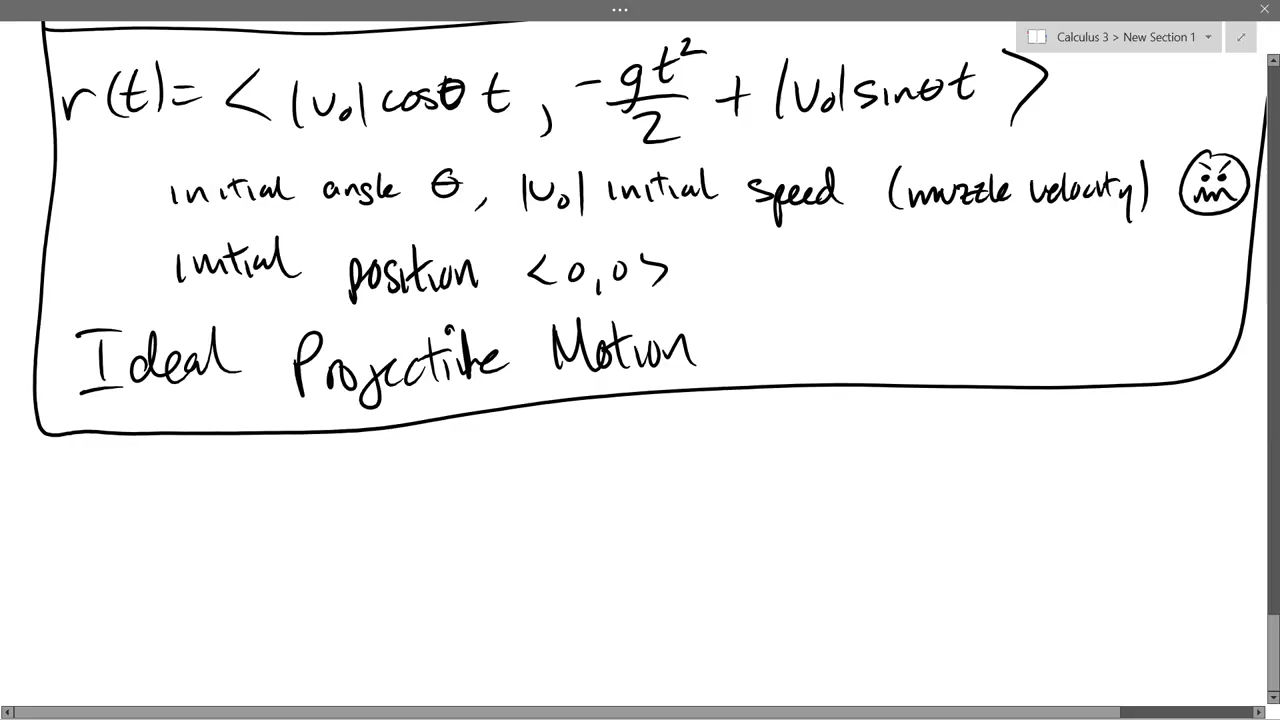 ...
Calculus 3 > New Section 1
r(t)= < |v₀| cosθ t , -gt²/2 + |v₀| sinθ t >
initial angle θ, |v₀| initial speed (muzzle velocity)
initial position <0,0>
Ideal Projectile Motion